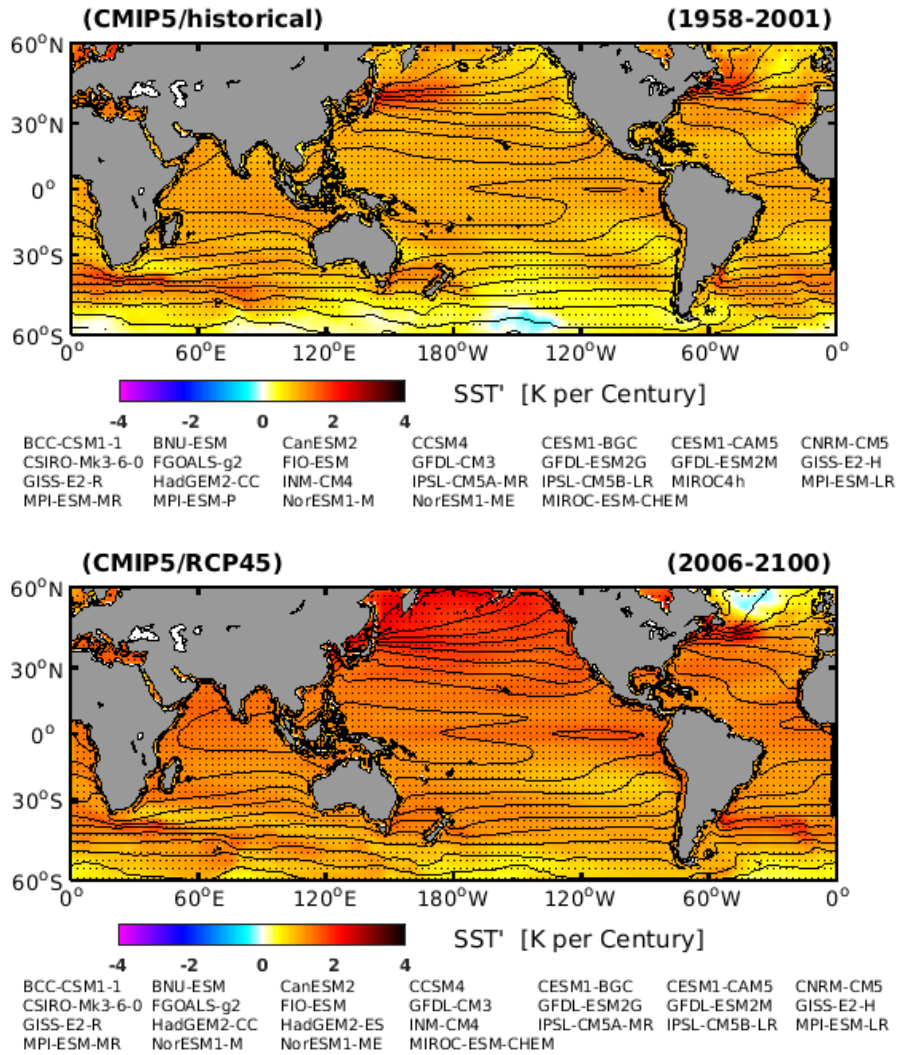 (CMIP5/historical) (1958-2001)
60°N
30°N
0°
30°S
60°S
0° 60°E 120°E 180°W 120°W 60°W 0°
-4 -2 0 2 4
SST' [K per Century]
BCC-CSM1-1 BNU-ESM CanESM2 CCSM4 CESM1-BGC CESM1-CAM5 CNRM-CM5
CSIRO-Mk3-6-0 FGOALS-g2 FIO-ESM GFDL-CM3 GFDL-ESM2G GFDL-ESM2M GISS-E2-H
GISS-E2-R HadGEM2-CC INM-CM4 IPSL-CM5A-MR IPSL-CM5B-LR MIROC4h MPI-ESM-LR
MPI-ESM-MR MPI-ESM-P NorESM1-M NorESM1-ME MIROC-ESM-CHEM
(CMIP5/RCP45) (2006-2100)
60°N
30°N
0°
30°S
60°S
0° 60°E 120°E 180°W 120°W 60°W 0°
-4 -2 0 2 4
SST' [K per Century]
BCC-CSM1-1 BNU-ESM CanESM2 CCSM4 CESM1-BGC CESM1-CAM5 CNRM-CM5
CSIRO-Mk3-6-0 FGOALS-g2 FIO-ESM GFDL-CM3 GFDL-ESM2G GFDL-ESM2M GISS-E2-H
GISS-E2-R HadGEM2-CC HadGEM2-ES INM-CM4 IPSL-CM5A-MR IPSL-CM5B-LR MPI-ESM-LR
MPI-ESM-MR NorESM1-M NorESM1-ME MIROC-ESM-CHEM